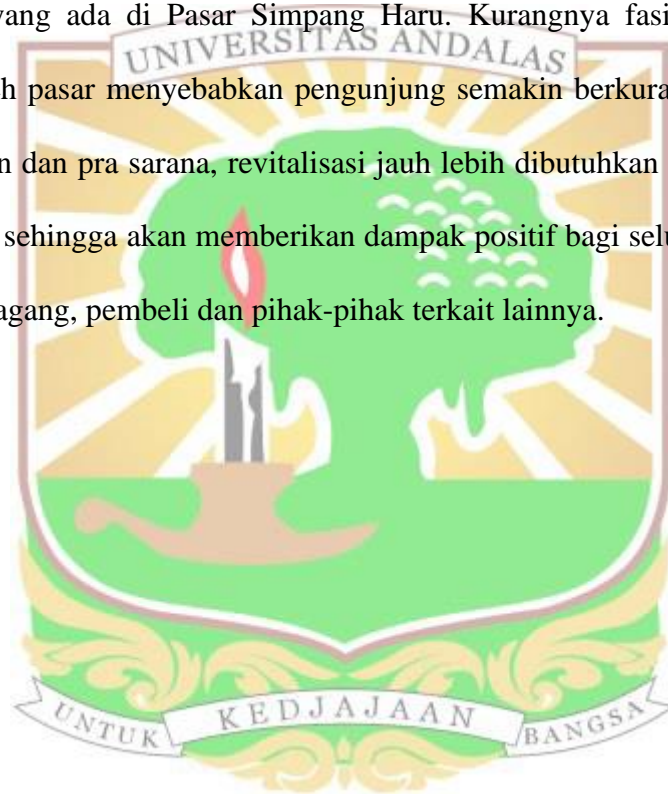 yang ada di Pasar Simpang Haru. Kurangnya fasi
UNIVERSITAS ANDALAS
h pasar menyebabkan pengunjung semakin berkura
n dan pra sarana, revitalisasi jauh lebih dibutuhkan
sehingga akan memberikan dampak positif bagi selu
agang, pembeli dan pihak-pihak terkait lainnya.
UNTUK KEDJAJAAN BANGSA